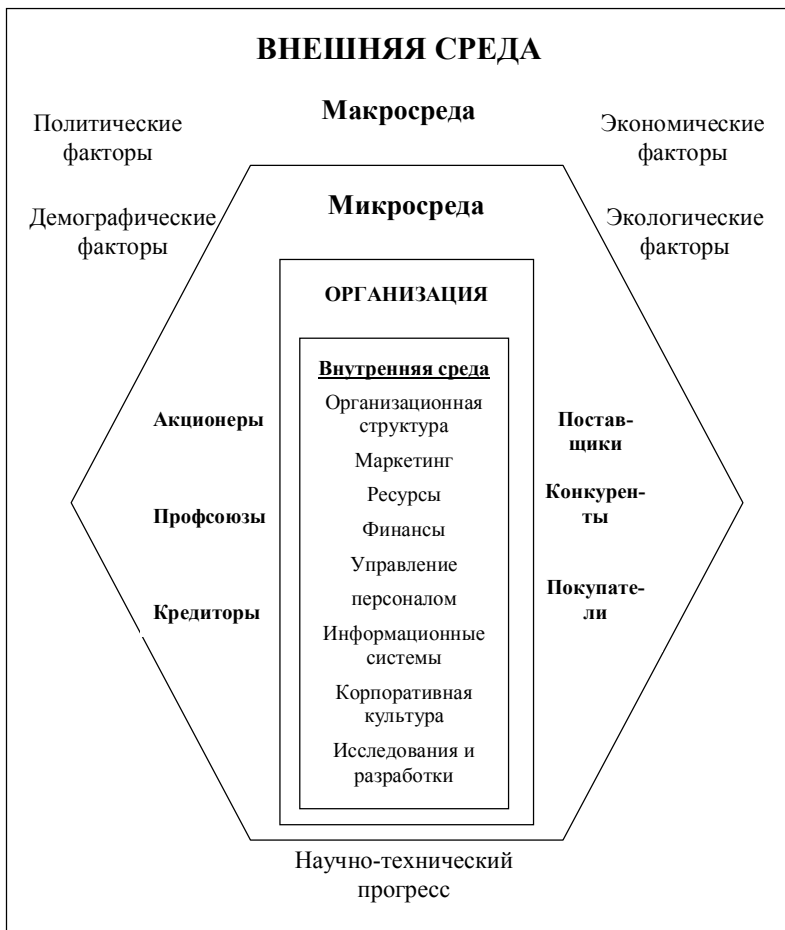 ВНЕШНЯЯ СРЕДА
Макросреда
Политические
факторы
Экономические
факторы
Демографические
факторы
Экологические
факторы
Микросреда
ОРГАНИЗАЦИЯ
Внутренняя среда
Организационная
структура
Маркетинг
Ресурсы
Финансы
Управление
персоналом
Информационные
системы
Корпоративная
культура
Исследования и
разработки
Акционеры
Профсоюзы
Кредиторы
Постав-
щики
Конкурен-
ты
Покупате-
ли
Научно-технический
прогресс